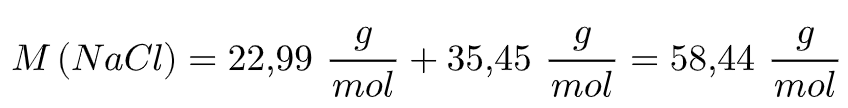 M (NaCl) = 22,99 g/mol + 35,45 g/mol = 58,44 g/mol